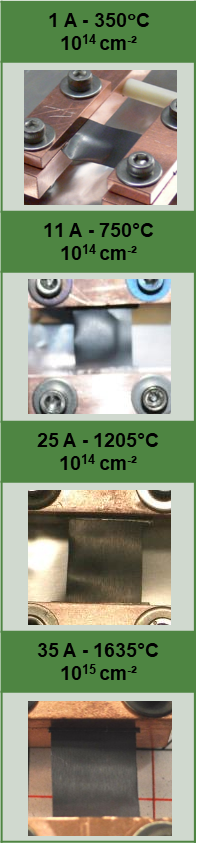 1 A - 350°C
10¹⁴ cm⁻²
11 A - 750°C
10¹⁴ cm⁻²
25 A - 1205°C
10¹⁴ cm⁻²
35 A - 1635°C
10¹⁵ cm⁻²